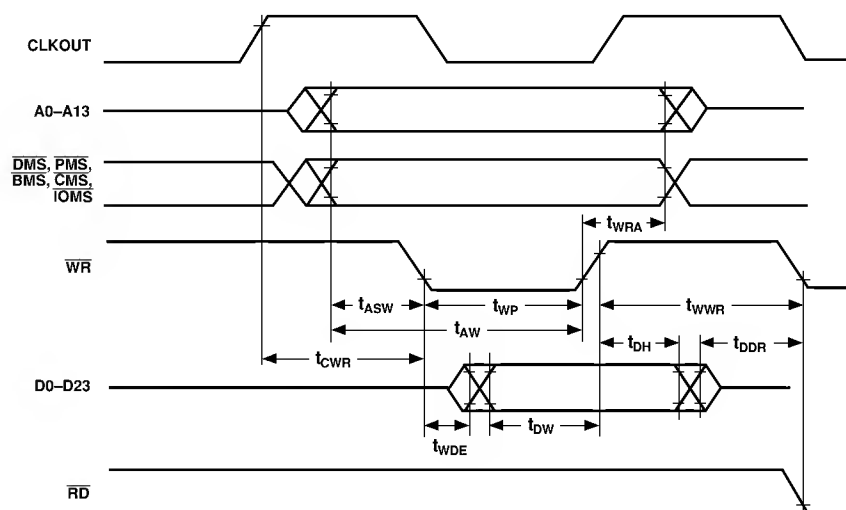 CLKOUT
A0–A13
DMS, PMS,
BMS, CMS,
IOMS
tWRA
WR
tASW
tWP
tWWR
tAW
tDH
tDDR
tCWR
D0–D23
tDW
tWDE
RD